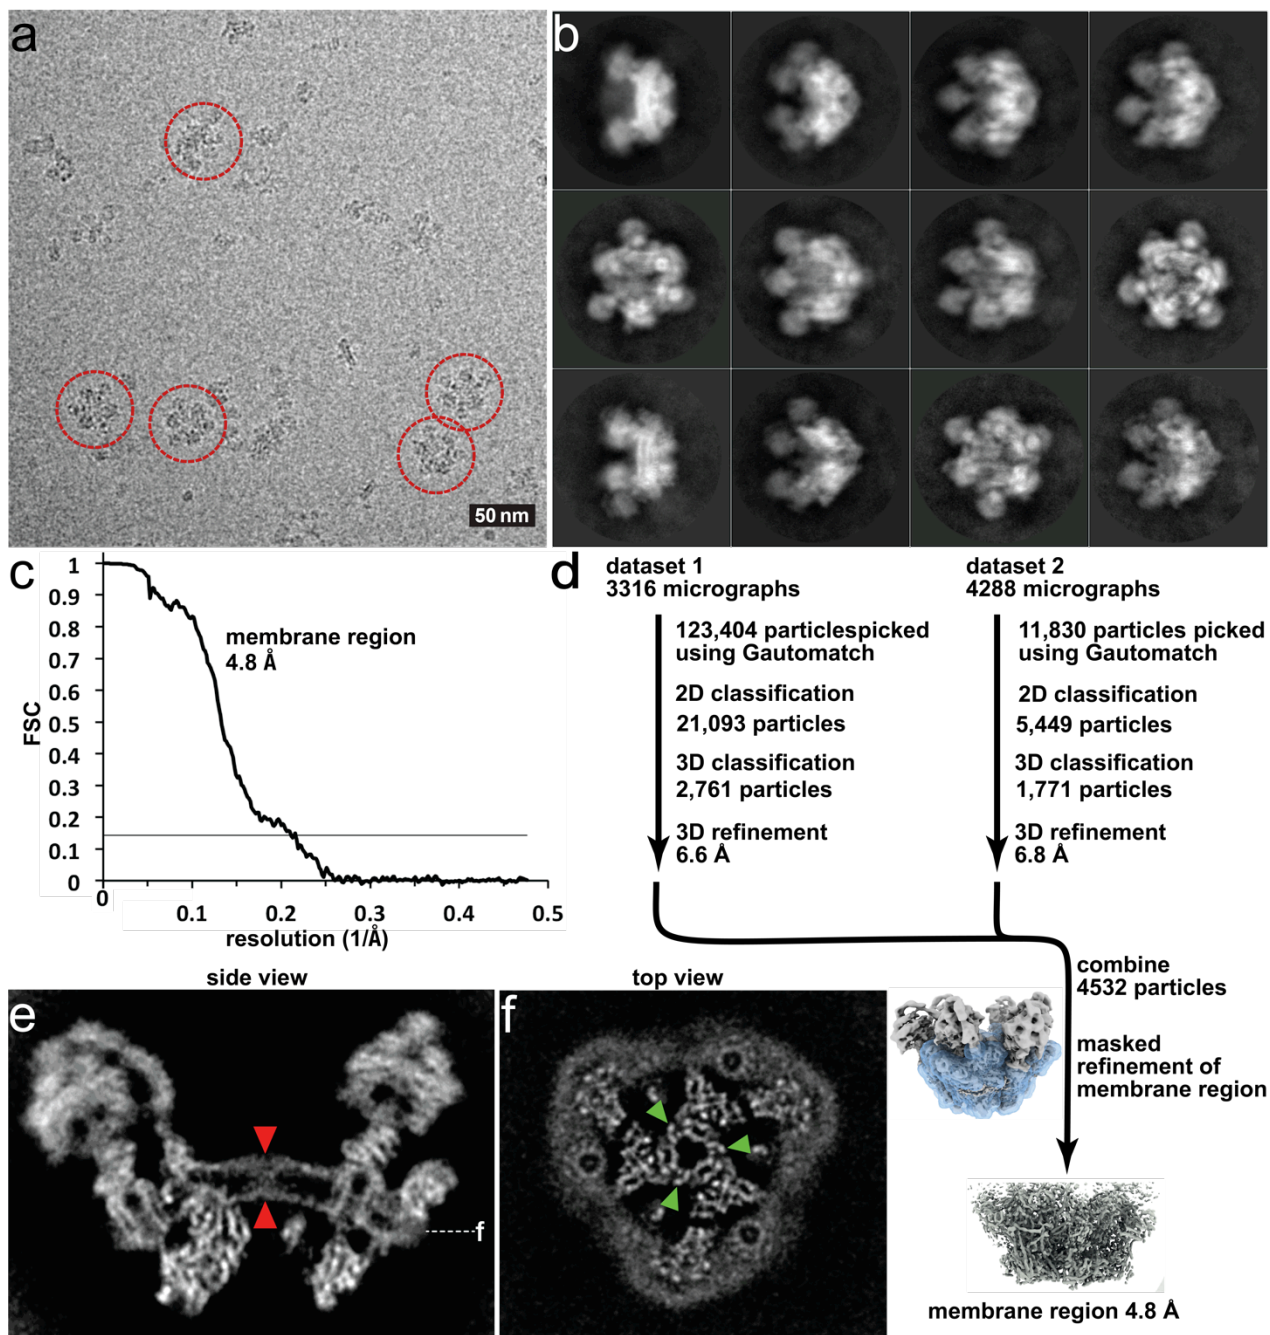 a
50 nm
b
c
1
0.9
0.8
0.7
0.6
0.5
0.4
0.3
0.2
0.1
0
FSC
membrane region
4.8 Å
0
0.1
0.2
0.3
0.4
0.5
resolution (1/Å)
d
dataset 1
3316 micrographs
123,404 particlespicked
using Gautomatch
2D classification
21,093 particles
3D classification
2,761 particles
3D refinement
6.6 Å
dataset 2
4288 micrographs
11,830 particles picked
using Gautomatch
2D classification
5,449 particles
3D classification
1,771 particles
3D refinement
6.8 Å
combine
4532 particles
masked
refinement of
membrane region
membrane region 4.8 Å
side view
e
f
top view
f